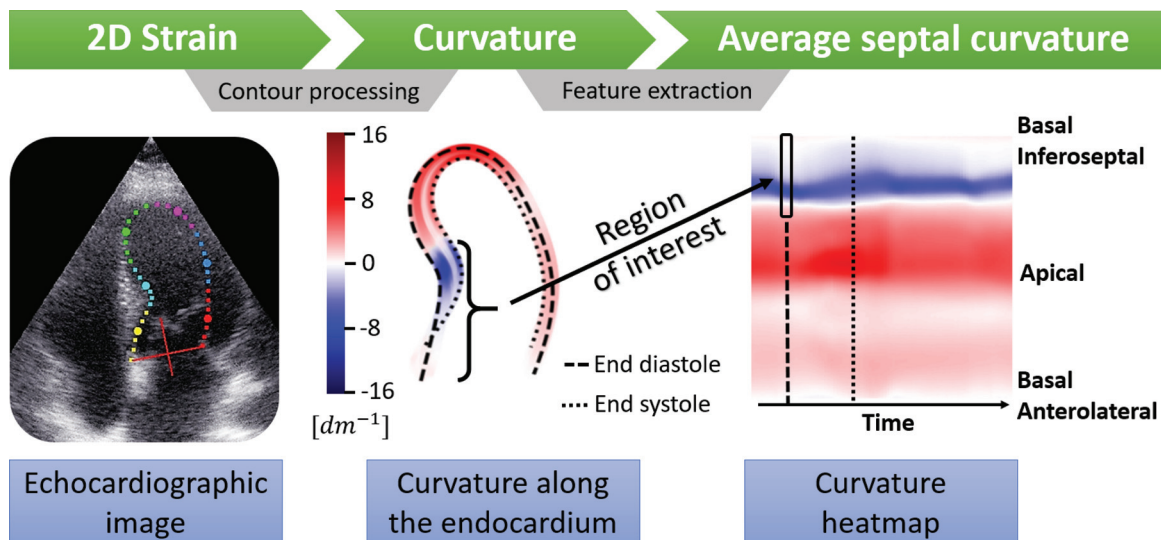 2D Strain
Curvature
Average septal curvature
Contour processing
Feature extraction
16
8
0
-8
-16
[dm⁻¹]
Region
of interest
End diastole
End systole
Basal
Inferoseptal
Apical
Basal
Anterolateral
Time
Echocardiographic
image
Curvature along
the endocardium
Curvature
heatmap